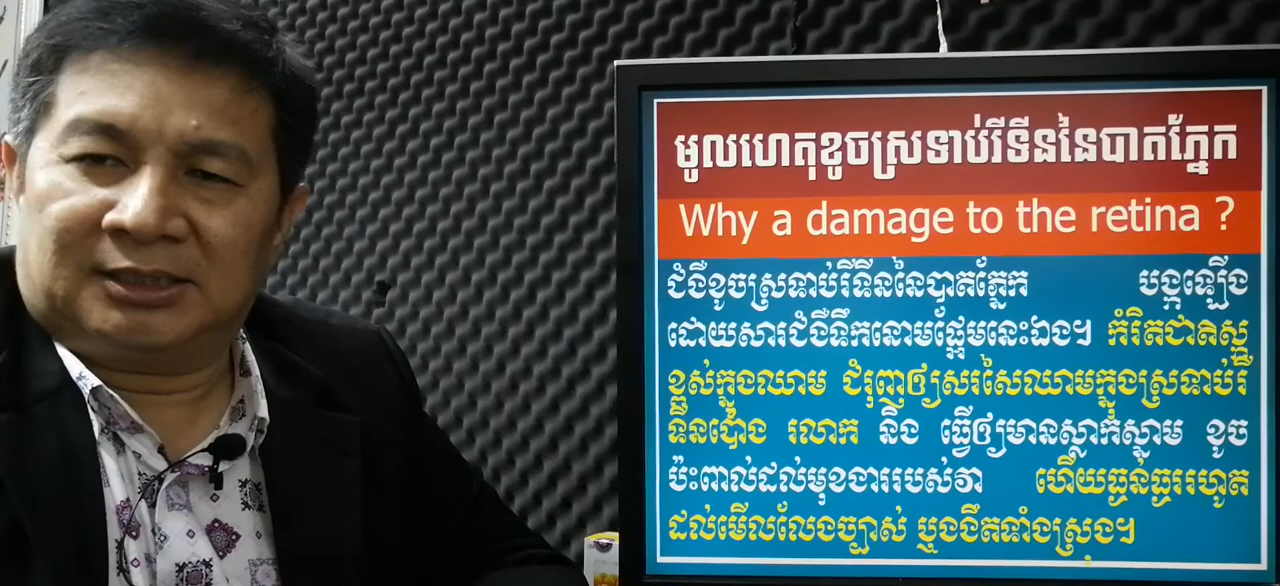 មូលហេតុខូចស្រទាប់រីទីននៃបាតភ្នែក
Why a damage to the retina ?
ជំងឺខូចស្រទាប់រីទីននៃបាតភ្នែក បង្កឡើង
ដោយសារជំងឺទឹកនោមផ្អែមនេះឯង។ កំរិតជាតិស្ករ
ខ្ពស់ក្នុងឈាម ជំរុញឲ្យសរសៃឈាមក្នុងស្រទាប់រី
ទីនប៉ោង រលាក និង ធ្វើឲ្យមានស្លាកស្នាម ខូច
ប៉ះពាល់ដល់មុខងាររបស់វា ហើយធ្ងន់ធ្ងររហូត
ដល់មើលលែងច្បាស់ ឬងងឹតទាំងស្រុង។